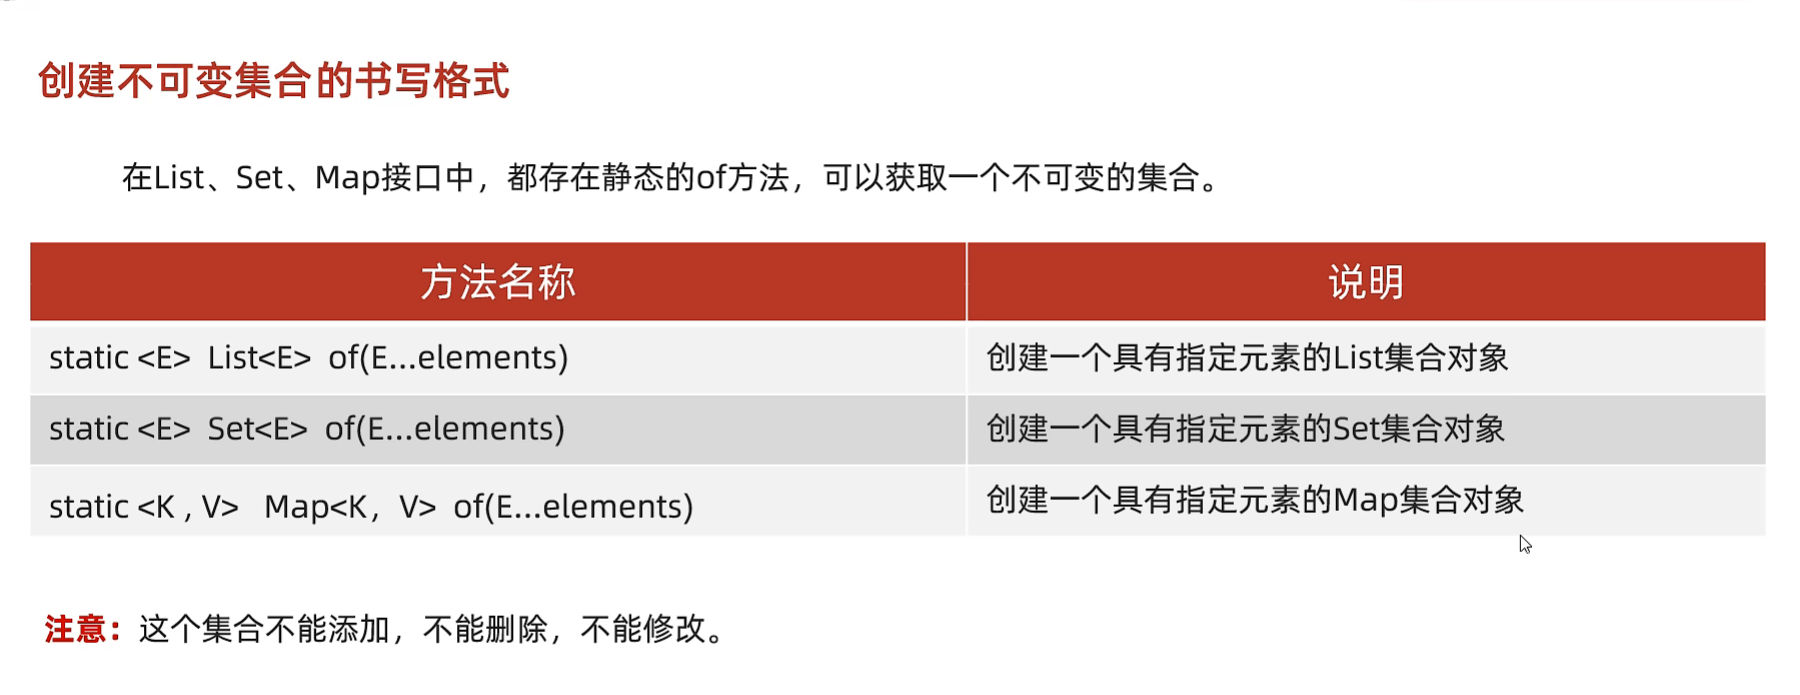 创建不可变集合的书写格式
在List、Set、Map接口中，都存在静态的of方法，可以获取一个不可变的集合。
方法名称 说明
static <E> List<E> of(E...elements) 创建一个具有指定元素的List集合对象
static <E> Set<E> of(E...elements) 创建一个具有指定元素的Set集合对象
static <K , V> Map<K，V> of(E...elements) 创建一个具有指定元素的Map集合对象
注意：这个集合不能添加，不能删除，不能修改。